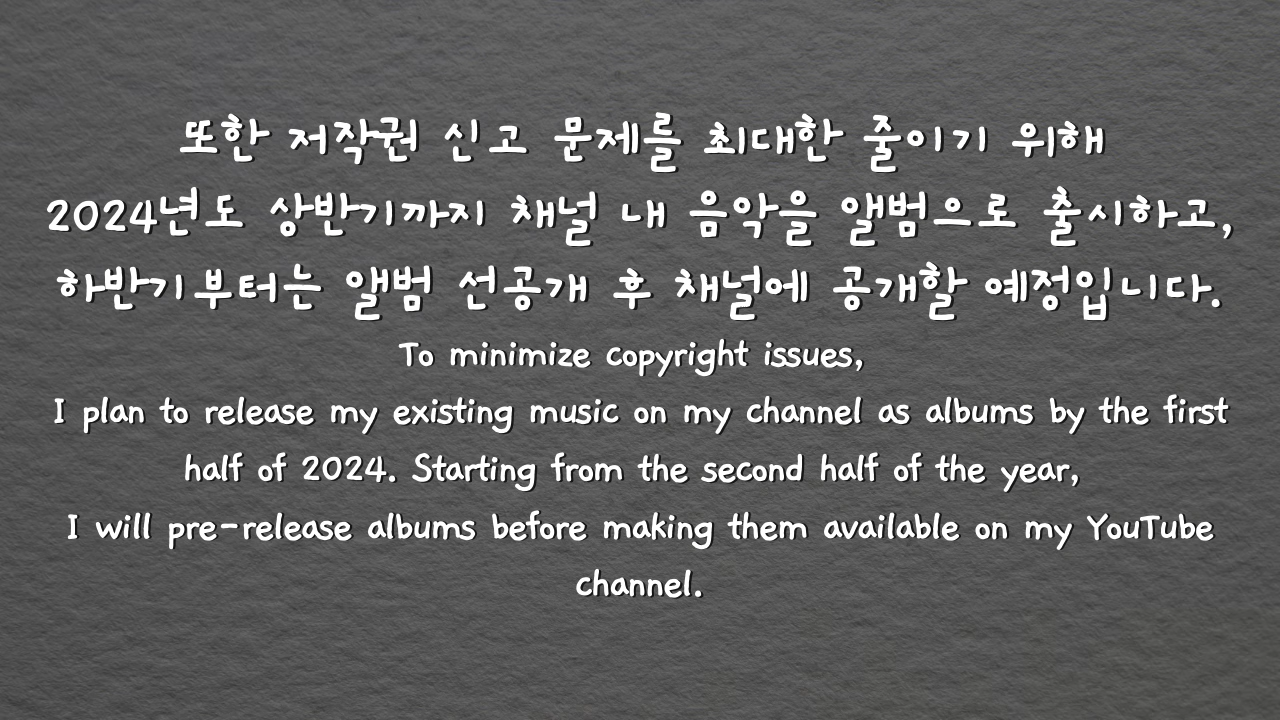 또한 저작권 신고 문제를 최대한 줄이기 위해
2024년도 상반기까지 채널 내 음악을 앨범으로 출시하고,
하반기부터는 앨범 선공개 후 채널에 공개할 예정입니다.
To minimize copyright issues,
I plan to release my existing music on my channel as albums by the first
half of 2024. Starting from the second half of the year,
I will pre-release albums before making them available on my YouTube
channel.